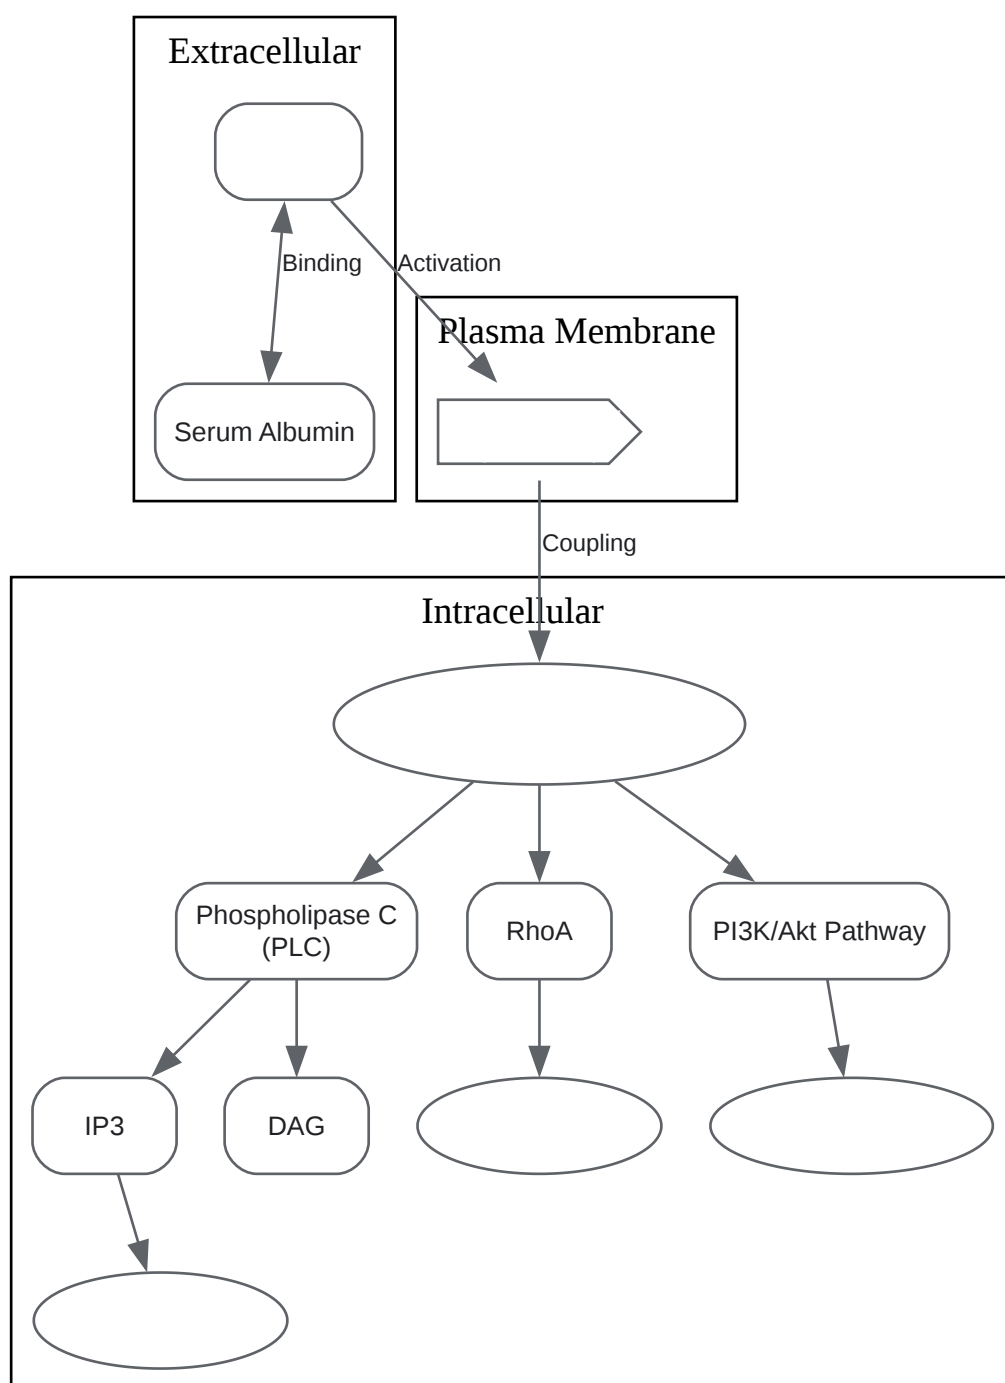 Extracellular
Binding
Activation
Plasma Membrane
Serum Albumin
Coupling
Intracellular
Phospholipase C
(PLC)
RhoA
PI3K/Akt Pathway
IP3
DAG